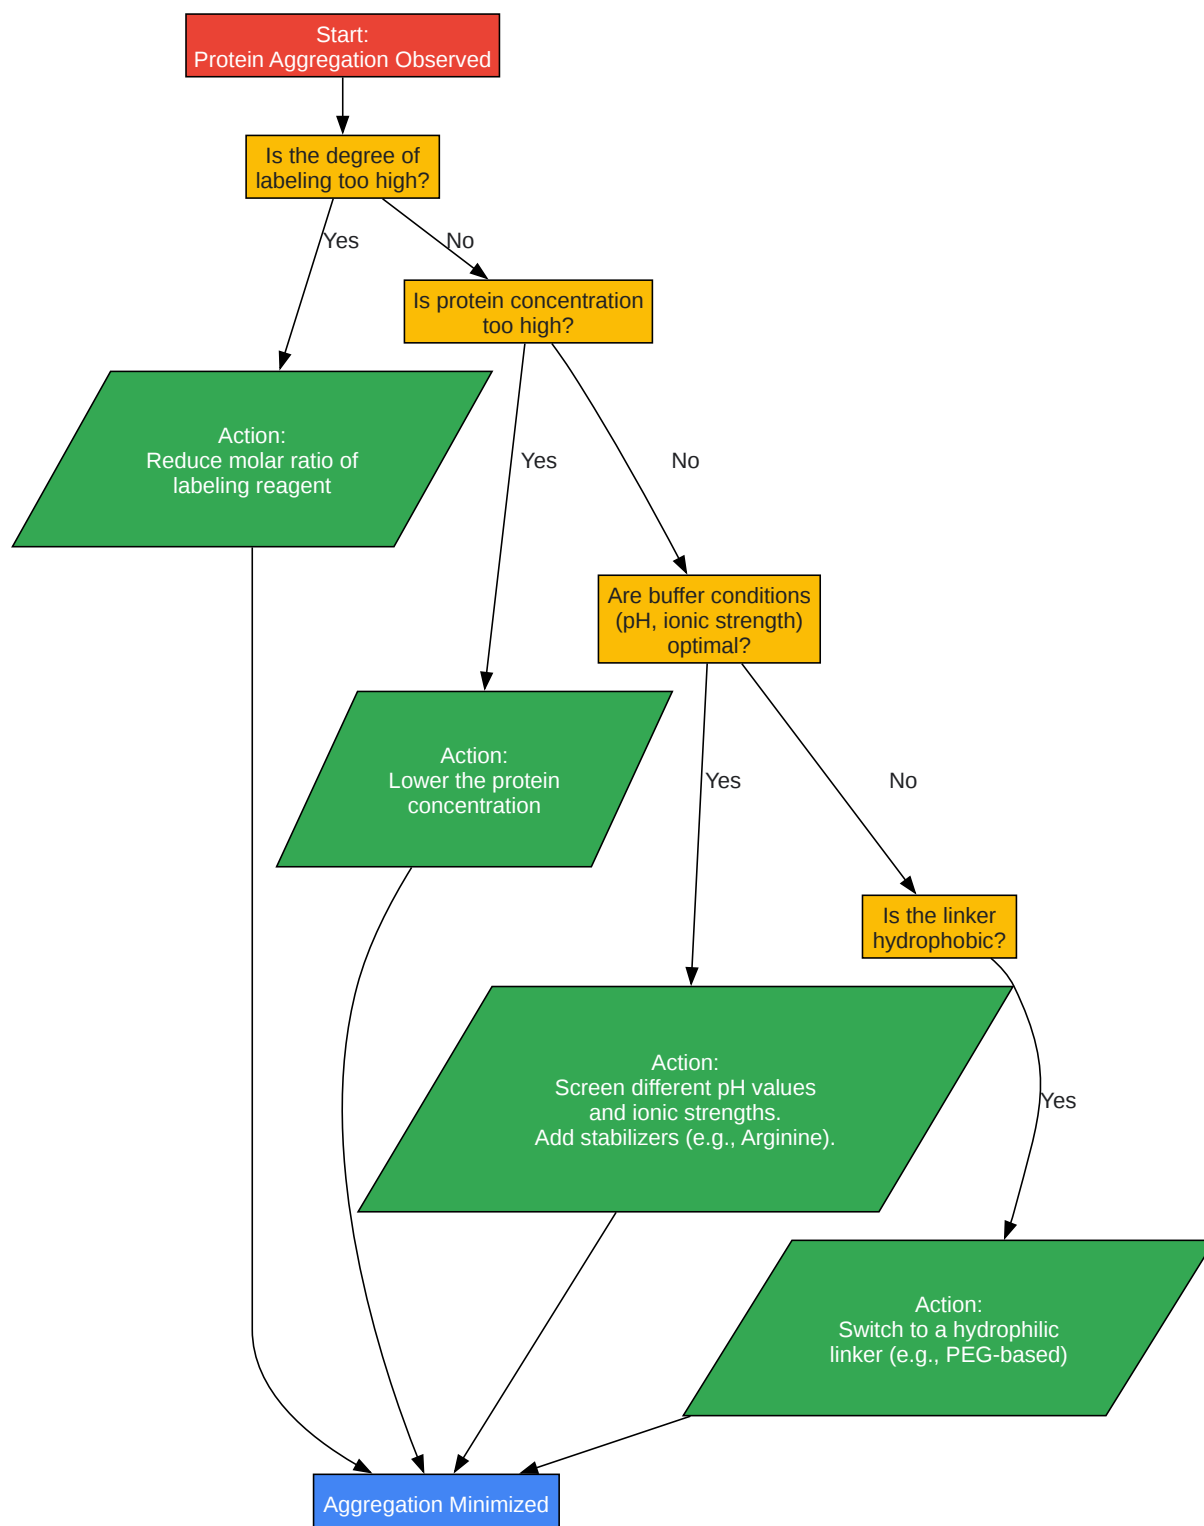 Start:
Protein Aggregation Observed
Is the degree of
labeling too high?
Yes
No
Is protein concentration
too high?
Action:
Reduce molar ratio of
labeling reagent
Yes
No
Are buffer conditions
(pH, ionic strength)
optimal?
Action:
Lower the protein
concentration
Yes
No
Is the linker
hydrophobic?
Action:
Screen different pH values
and ionic strengths.
Add stabilizers (e.g., Arginine).
Yes
Action:
Switch to a hydrophilic
linker (e.g., PEG-based)
Aggregation Minimized